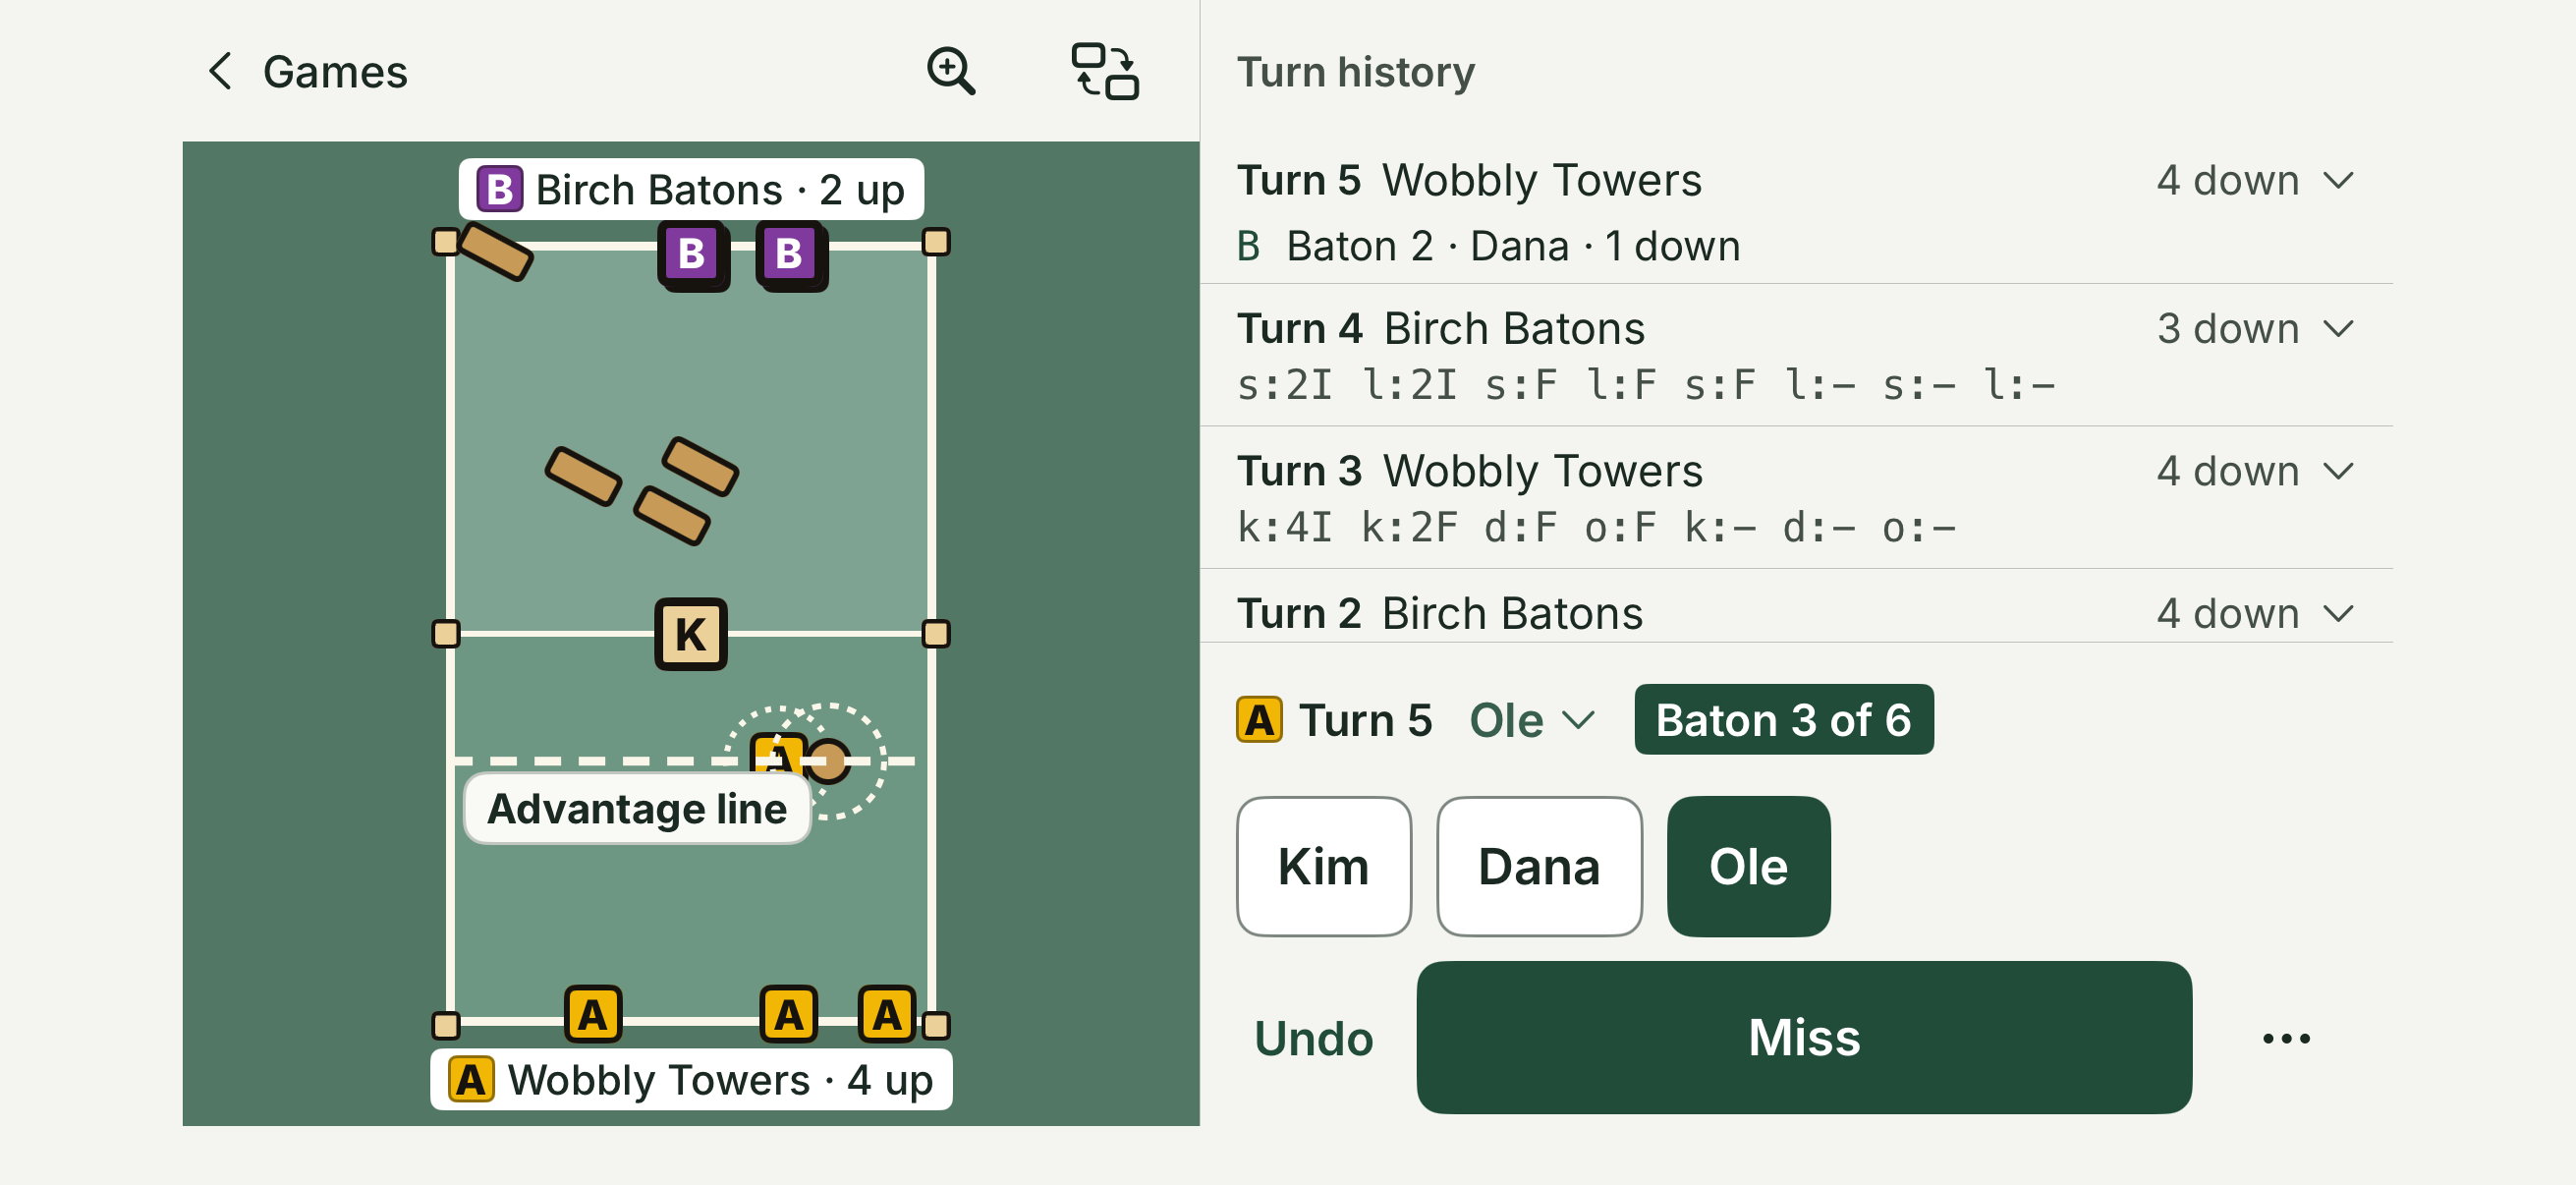 Games
B Birch Batons · 2 up
B B
K
A
Advantage line
A A A
A Wobbly Towers · 4 up
Turn history
Turn 5 Wobbly Towers 4 down
B Baton 2 · Dana · 1 down
Turn 4 Birch Batons 3 down
s:2I l:2I s:F l:F s:F l:– s:– l:–
Turn 3 Wobbly Towers 4 down
k:4I k:2F d:F o:F k:– d:– o:–
Turn 2 Birch Batons 4 down
A Turn 5 Ole Baton 3 of 6
Kim Dana Ole
Undo Miss